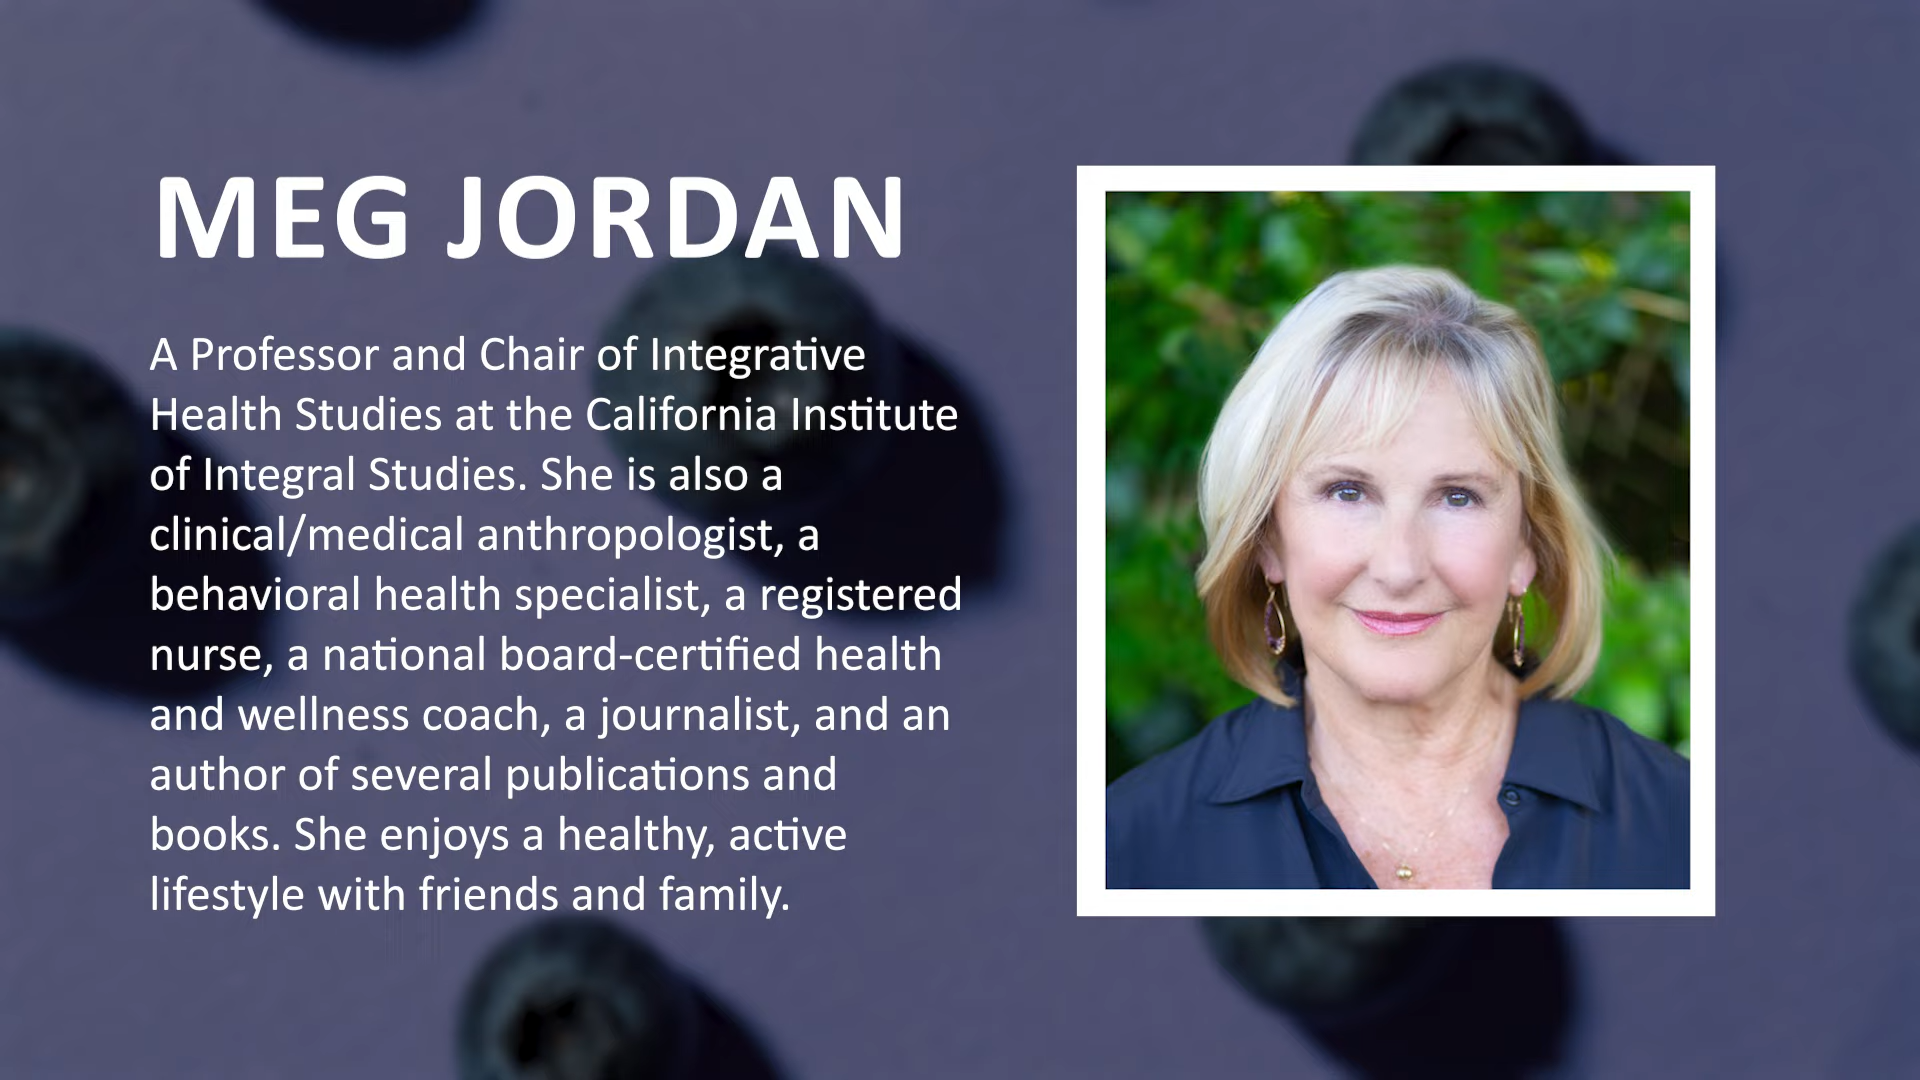 MEG JORDAN
A Professor and Chair of Integrative
Health Studies at the California Institute
of Integral Studies. She is also a
clinical/medical anthropologist, a
behavioral health specialist, a registered
nurse, a national board-certified health
and wellness coach, a journalist, and an
author of several publications and
books. She enjoys a healthy, active
lifestyle with friends and family.